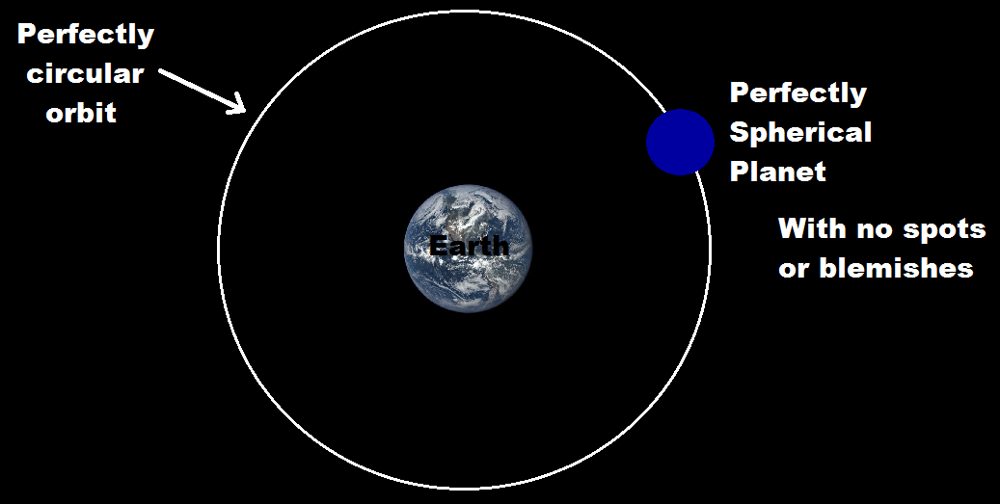 Perfectly
circular
orbit
Perfectly
Spherical
Planet
With no spots
or blemishes
Earth